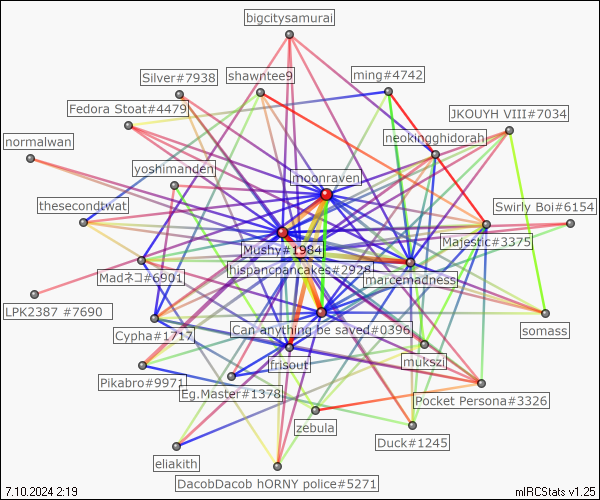 bigcitysamurai
Silver#7938
shawntee9
ming#4742
Fedora Stoat#4479
JKOUYH VIII#7034
normalwan
neokingghidorah
yoshimanden
moonraven
thesecondtwat
Swirly Boi#6154
Mushy#1984
Majestic#3375
hispancpancakes#2928
Madネコ#6901
marcemadness
LPK2387 #7690
Cypha#1717
Can anything be saved#0396
somass
frisout
mukszi
Pikabro#9971
Eg.Master#1378
Pocket Persona#3326
zebula
Duck#1245
eliakith
DacobDacob hORNY police#5271
7.10.2024 2:19
mIRCStats v1.25